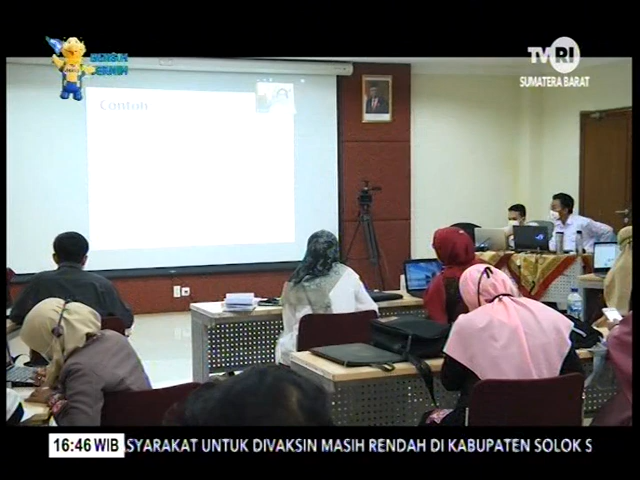 TVRI
SUMATERA BARAT
Contoh
16:46 WIB SYARAKAT UNTUK DIVAKSIN MASIH RENDAH DI KABUPATEN SOLOK S